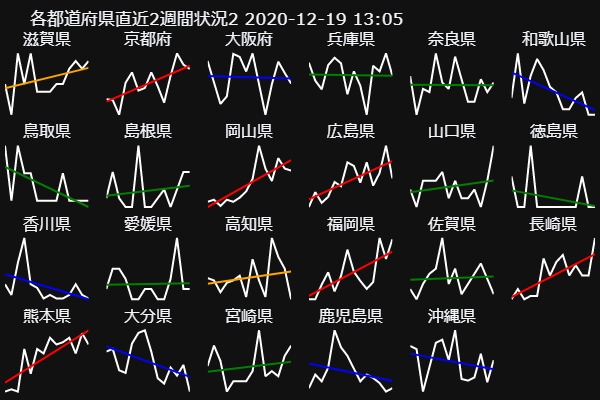 各都道府県直近2週間状況2 2020-12-19 13:05
滋賀県 京都府 大阪府 兵庫県 奈良県 和歌山県
鳥取県 島根県 岡山県 広島県 山口県 徳島県
香川県 愛媛県 高知県 福岡県 佐賀県 長崎県
熊本県 大分県 宮崎県 鹿児島県 沖縄県